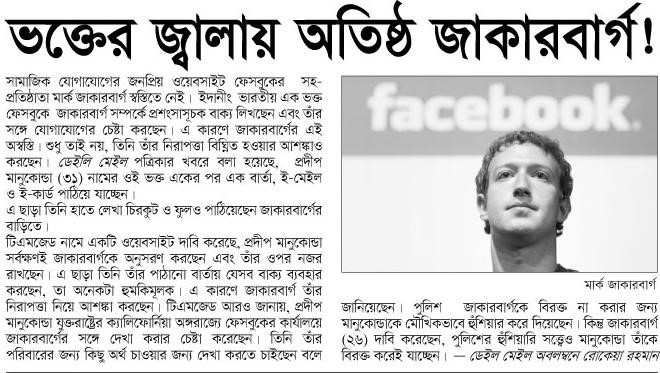 ভক্তের জ্বালায় অতিষ্ঠ জাকারবার্গ!
সামাজিক যোগাযোগের জনপ্রিয় ওয়েবসাইট ফেসবুকের সহ-
প্রতিষ্ঠাতা মার্ক জাকারবার্গ স্বস্তিতে নেই। ইদানীং ভারতীয় এক ভক্ত
ফেসবুকে জাকারবার্গ সম্পর্কে প্রশংসাসূচক বাক্য লিখছেন এবং তাঁর
সঙ্গে যোগাযোগের চেষ্টা করছেন। এ কারণে জাকারবার্গের এই
অস্বস্তি। শুধু তাই নয়, তিনি তাঁর নিরাপত্তা বিঘ্নিত হওয়ার আশঙ্কাও
করছেন। ডেইলি মেইল পত্রিকার খবরে বলা হয়েছে, প্রদীপ
মানুকোন্ডা (৩১) নামের ওই ভক্ত একের পর এক বার্তা, ই-মেইল
ও ই-কার্ড পাঠিয়ে যাচ্ছেন।
এ ছাড়া তিনি হাতে লেখা চিরকুট ও ফুলও পাঠিয়েছেন জাকারবার্গের
বাড়িতে।
টিএমজেড নামে একটি ওয়েবসাইট দাবি করেছে, প্রদীপ মানুকোন্ডা
সর্বক্ষণই জাকারবার্গকে অনুসরণ করছেন এবং তাঁর ওপর নজর
রাখছেন। এ ছাড়া তিনি তাঁর পাঠানো বার্তায় যেসব বাক্য ব্যবহার
করছেন, তা অনেকটা হুমকিমূলক। এ কারণে জাকারবার্গ তাঁর
নিরাপত্তা নিয়ে আশঙ্কা করছেন। টিএমজেড আরও জানায়, প্রদীপ
মানুকোন্ডা যুক্তরাষ্ট্রের ক্যালিফোর্নিয়া অঙ্গরাজ্যে ফেসবুকের কার্যালয়ে
জাকারবার্গের সঙ্গে দেখা করার চেষ্টা করেছেন। তিনি তাঁর
পরিবারের জন্য কিছু অর্থ চাওয়ার জন্য দেখা করতে চাইছেন বলে
facebook.
মার্ক জাকারবার্গ
জানিয়েছেন। পুলিশ জাকারবার্গকে বিরক্ত না করার জন্য
মানুকোন্ডাকে মৌখিকভাবে হুঁশিয়ার করে দিয়েছেন। কিন্তু জাকারবার্গ
(২৬) দাবি করেছেন, পুলিশের হুঁশিয়ারি সত্ত্বেও মানুকোন্ডা তাঁকে
বিরক্ত করেই যাচ্ছেন। — ডেইল মেইল অবলম্বনে রোকেয়া রহমান